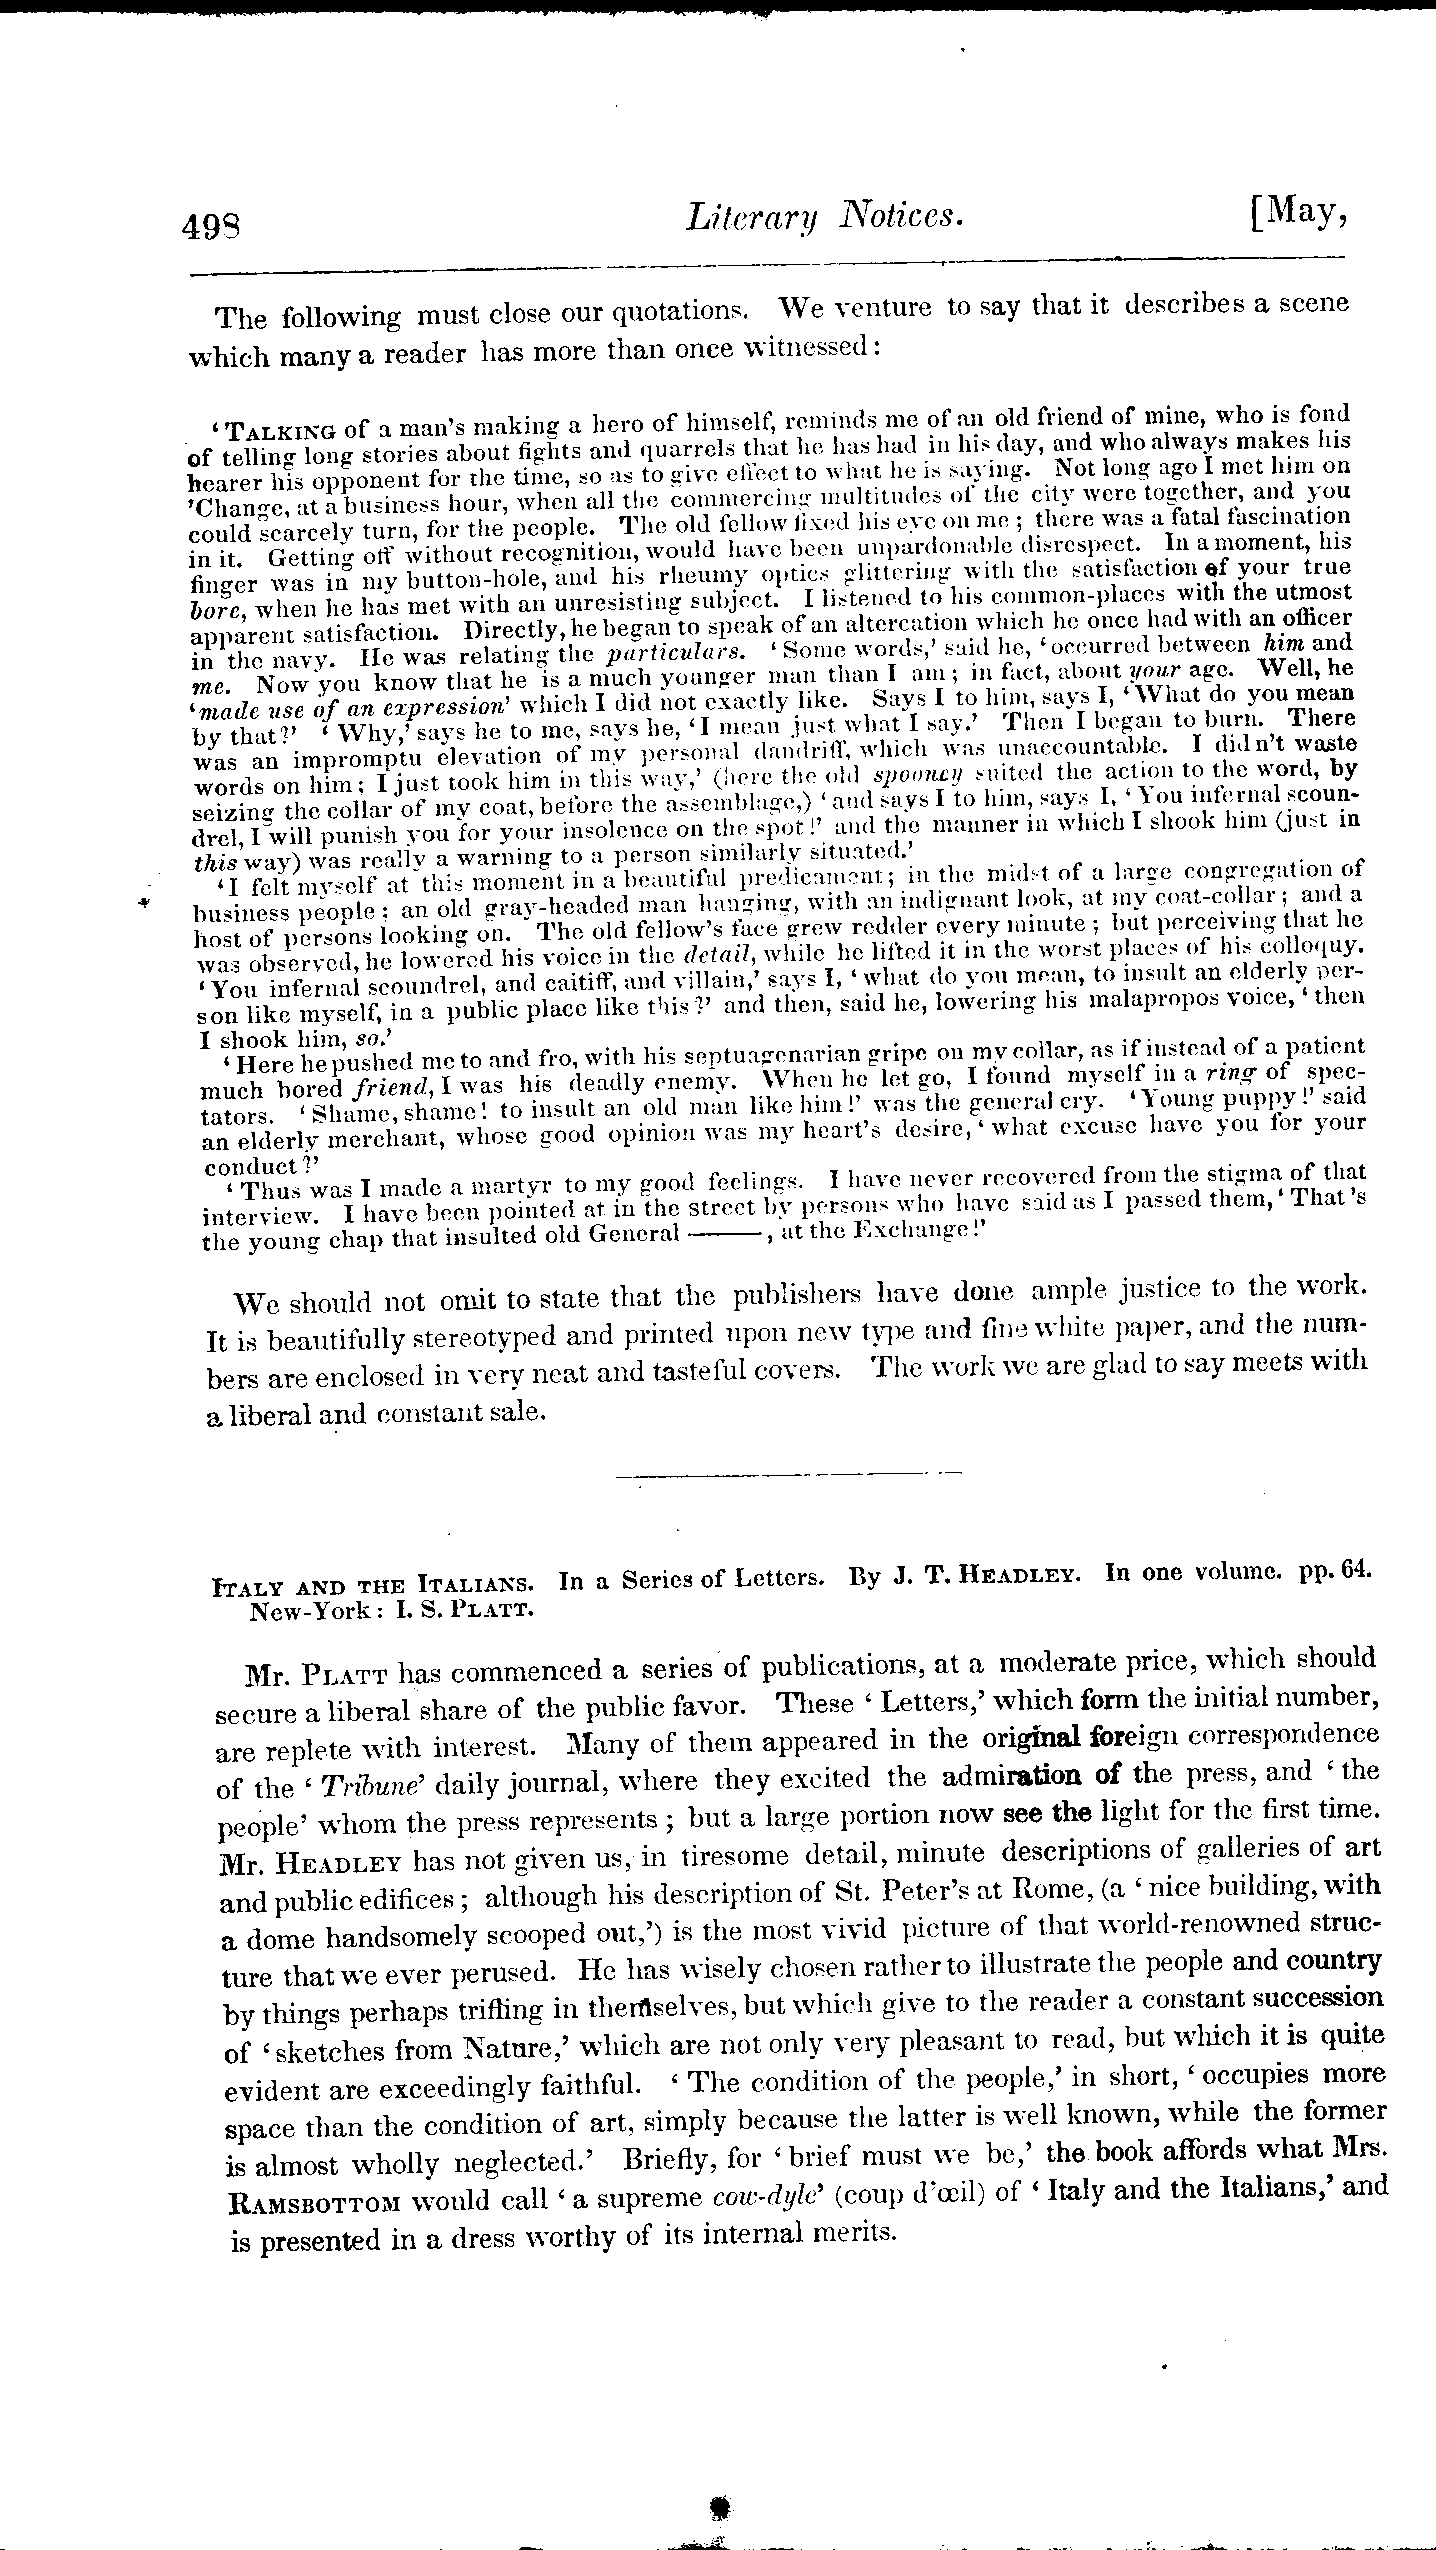 498
Literary Notices.
[May,
The following must close our quotations. We venture to say that it describes a scene
which many a reader has more than once witnessed:
'TALKING of a man's making a hero of himself, reminds me of an old friend of mine, who is fond
of telling long stories about fights and quarrels that he has had in his day, and who always makes his
hearer his opponent for the time, so as to give effect to what he is saying. Not long ago I met him on
'Change, at a business hour, when all the commercing multitudes of the city were together, and you
could scarcely turn, for the people. The old fellow fixed his eye on me; there was a fatal fascination
in it. Getting off without recognition, would have been unpardonable disrespect. In a moment, his
finger was in my button-hole, and his rheumy optics glittering with the satisfaction of your true
bore, when he has met with an unresisting subject. I listened to his common-places with the utmost
apparent satisfaction. Directly, he began to speak of an altercation which he once had with an officer
in the navy. He was relating the particulars. 'Some words,' said he, 'occurred between him and
me. Now you know that he is a much younger man than I am; in fact, about your age. Well, he
'made use of an expression' which I did not exactly like. Says I to him, says I, 'What do you mean
by that?' 'Why,' says he to me, says he, 'I mean just what I say.' Then I began to burn. There
was an impromptu elevation of my personal dandriff, which was unaccountable. I didn't waste
words on him; I just took him in this way,' (here the old spooney suited the action to the word, by
seizing the collar of my coat, before the assemblage,) 'and says I to him, says I, 'You infernal scoun-
drel, I will punish you for your insolence on the spot!' and the manner in which I shook him (just in
this way) was really a warning to a person similarly situated.'
'I felt myself at this moment in a beautiful predicament; in the midst of a large congregation of
business people; an old gray-headed man hanging, with an indignant look, at my coat-collar; and a
host of persons looking on. The old fellow's face grew redder every minute; but perceiving that he
was observed, he lowered his voice in the detail, while he lifted it in the worst places of his colloquy.
'You infernal scoundrel, and caitiff, and villain,' says I, 'what do you mean, to insult an elderly per-
son like myself, in a public place like this?' and then, said he, lowering his malapropos voice, 'then
I shook him, so.'
'Here he pushed me to and fro, with his septuagenarian gripe on my collar, as if instead of a patient
much bored friend, I was his deadly enemy. When he let go, I found myself in a ring of spec-
tators. 'Shame, shame! to insult an old man like him!' was the general cry. 'Young puppy!' said
an elderly merchant, whose good opinion was my heart's desire, 'what excuse have you for your
conduct?'
'Thus was I made a martyr to my good feelings. I have never recovered from the stigma of that
interview. I have been pointed at in the street by persons who have said as I passed them, 'That's
the young chap that insulted old General ———, at the Exchange!'
We should not omit to state that the publishers have done ample justice to the work.
It is beautifully stereotyped and printed upon new type and fine white paper, and the num-
bers are enclosed in very neat and tasteful covers. The work we are glad to say meets with
a liberal and constant sale.
ITALY AND THE ITALIANS. In a Series of Letters. By J. T. HEADLEY. In one volume. pp. 64.
New-York: I. S. PLATT.
Mr. PLATT has commenced a series of publications, at a moderate price, which should
secure a liberal share of the public favor. These 'Letters,' which form the initial number,
are replete with interest. Many of them appeared in the original foreign correspondence
of the 'Tribune' daily journal, where they excited the admiration of the press, and 'the
people' whom the press represents; but a large portion now see the light for the first time.
Mr. HEADLEY has not given us, in tiresome detail, minute descriptions of galleries of art
and public edifices; although his description of St. Peter's at Rome, (a 'nice building, with
a dome handsomely scooped out,') is the most vivid picture of that world-renowned struc-
ture that we ever perused. He has wisely chosen rather to illustrate the people and country
by things perhaps trifling in themselves, but which give to the reader a constant succession
of 'sketches from Nature,' which are not only very pleasant to read, but which it is quite
evident are exceedingly faithful. 'The condition of the people,' in short, 'occupies more
space than the condition of art, simply because the latter is well known, while the former
is almost wholly neglected.' Briefly, for 'brief must we be,' the book affords what Mrs.
RAMSBOTTOM would call 'a supreme cow-dyle' (coup d'œil) of 'Italy and the Italians,' and
is presented in a dress worthy of its internal merits.